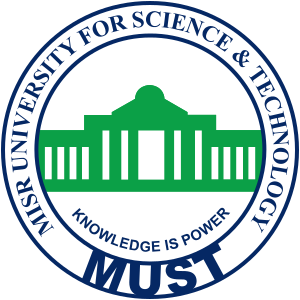 MISR UNIVERSITY FOR SCIENCE & TECHNOLOGY
KNOWLEDGE IS POWER
MUST